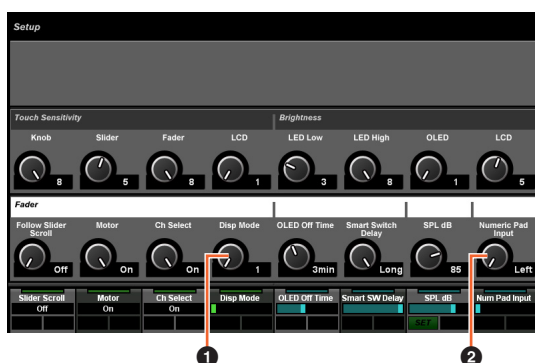 Setup
Touch Sensitivity Brightness
Knob Slider Fader LCD LED Low LED High OLED LCD
8 5 8 1 3 8 1 5
Fader
Follow Slider Scroll Motor Ch Select Disp Mode OLED Off Time Smart Switch Delay SPL dB Numeric Pad Input
Off On On 1 3min Long 85 Left
Slider Scroll Motor Ch Select Disp Mode OLED Off Time Smart SW Delay SPL dB Num Pad Input
Off On On
SET
1 2